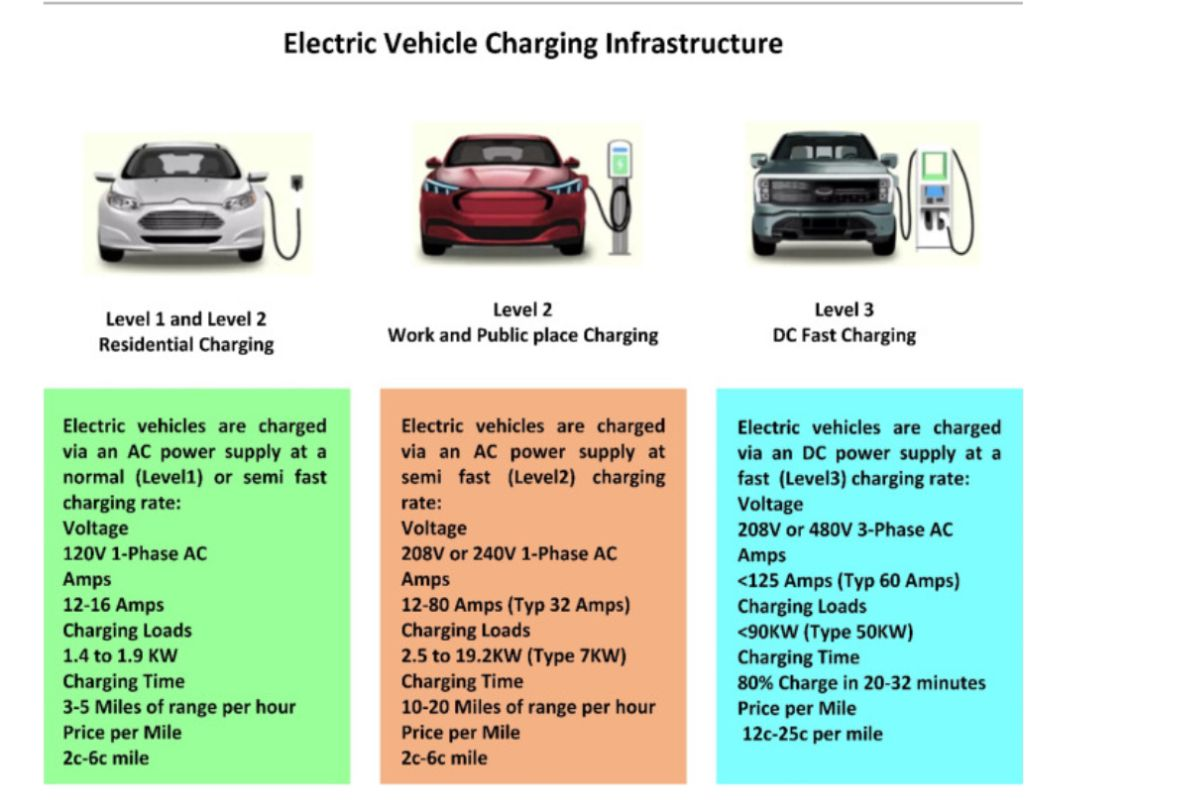 Electric Vehicle Charging Infrastructure
Level 1 and Level 2
Residential Charging
Level 2
Work and Public place Charging
Level 3
DC Fast Charging
Electric vehicles are charged
via an AC power supply at a
normal (Level1) or semi fast
charging rate:
Voltage
120V 1-Phase AC
Amps
12-16 Amps
Charging Loads
1.4 to 1.9 KW
Charging Time
3-5 Miles of range per hour
Price per Mile
2c-6c mile
Electric vehicles are charged
via an AC power supply at
semi fast (Level2) charging
rate:
Voltage
208V or 240V 1-Phase AC
Amps
12-80 Amps (Typ 32 Amps)
Charging Loads
2.5 to 19.2KW (Type 7KW)
Charging Time
10-20 Miles of range per hour
Price per Mile
2c-6c mile
Electric vehicles are charged
via an DC power supply at a
fast (Level3) charging rate:
Voltage
208V or 480V 3-Phase AC
Amps
<125 Amps (Typ 60 Amps)
Charging Loads
<90KW (Type 50KW)
Charging Time
80% Charge in 20-32 minutes
Price per Mile
12c-25c per mile